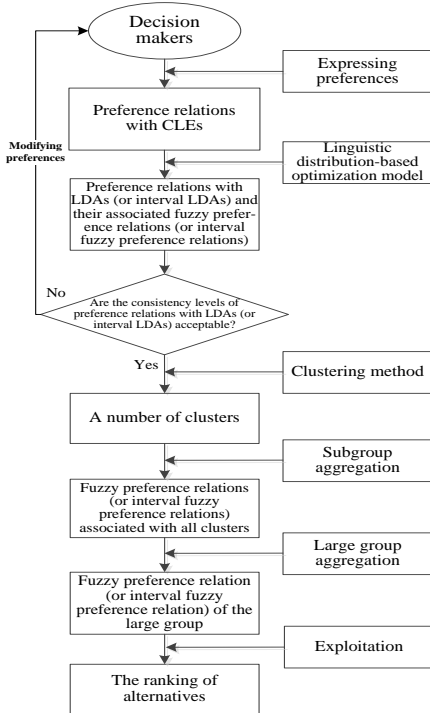 Decision
makers
Expressing
preferences
Preference relations
with CLEs
Modifying
preferences
Linguistic
distribution-based
optimization model
Preference relations with
LDAs (or interval LDAs) and
their associated fuzzy prefer-
ence relations (or interval
fuzzy preference relations)
No
Are the consistency levels of
preference relations with LDAs (or
interval LDAs) acceptable?
Yes
Clustering method
A number of clusters
Subgroup
aggregation
Fuzzy preference relations
(or interval fuzzy
preference relations)
associated with all clusters
Large group
aggregation
Fuzzy preference relation
(or interval fuzzy
preference relation) of the
large group
Exploitation
The ranking of
alternatives